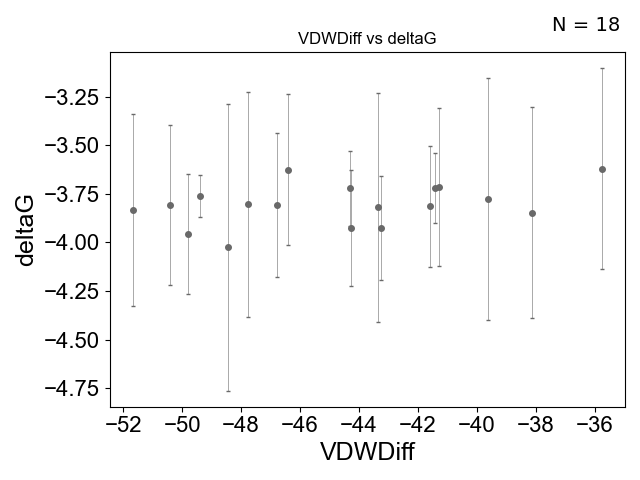 N = 18
VDWDiff vs deltaG
−3.25
−3.50
−3.75
−4.00
−4.25
−4.50
−4.75
deltaG
−52 −50 −48 −46 −44 −42 −40 −38 −36
VDWDiff